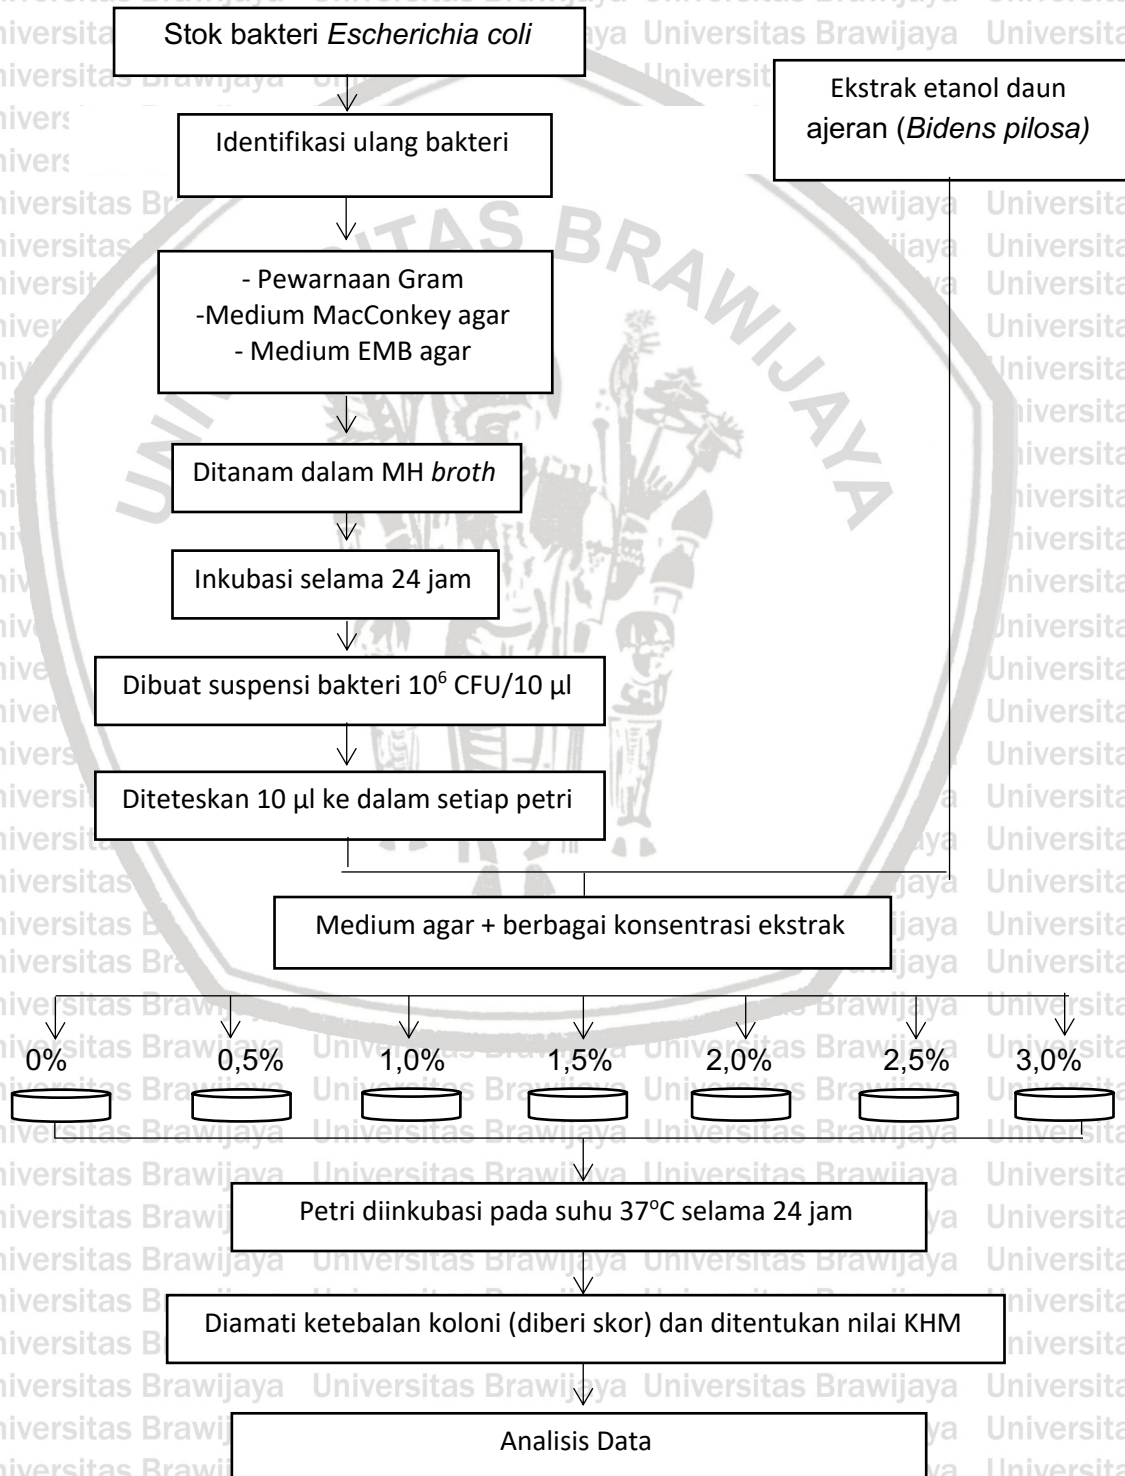 Stok bakteri Escherichia coli
Ekstrak etanol daun
ajeran (Bidens pilosa)
Identifikasi ulang bakteri
- Pewarnaan Gram
-Medium MacConkey agar
- Medium EMB agar
Ditanam dalam MH broth
Inkubasi selama 24 jam
Dibuat suspensi bakteri 10⁶ CFU/10 µl
Diteteskan 10 µl ke dalam setiap petri
Medium agar + berbagai konsentrasi ekstrak
0% 0,5% 1,0% 1,5% 2,0% 2,5% 3,0%
Petri diinkubasi pada suhu 37°C selama 24 jam
Diamati ketebalan koloni (diberi skor) dan ditentukan nilai KHM
Analisis Data